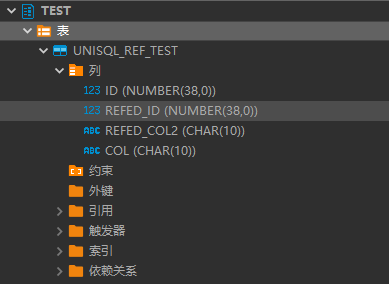 TEST
表
UNISQL_REF_TEST
列
123 ID (NUMBER(38,0))
123 REFED_ID (NUMBER(38,0))
ABC REFED_COL2 (CHAR(10))
ABC COL (CHAR(10))
约束
外键
引用
触发器
索引
依赖关系